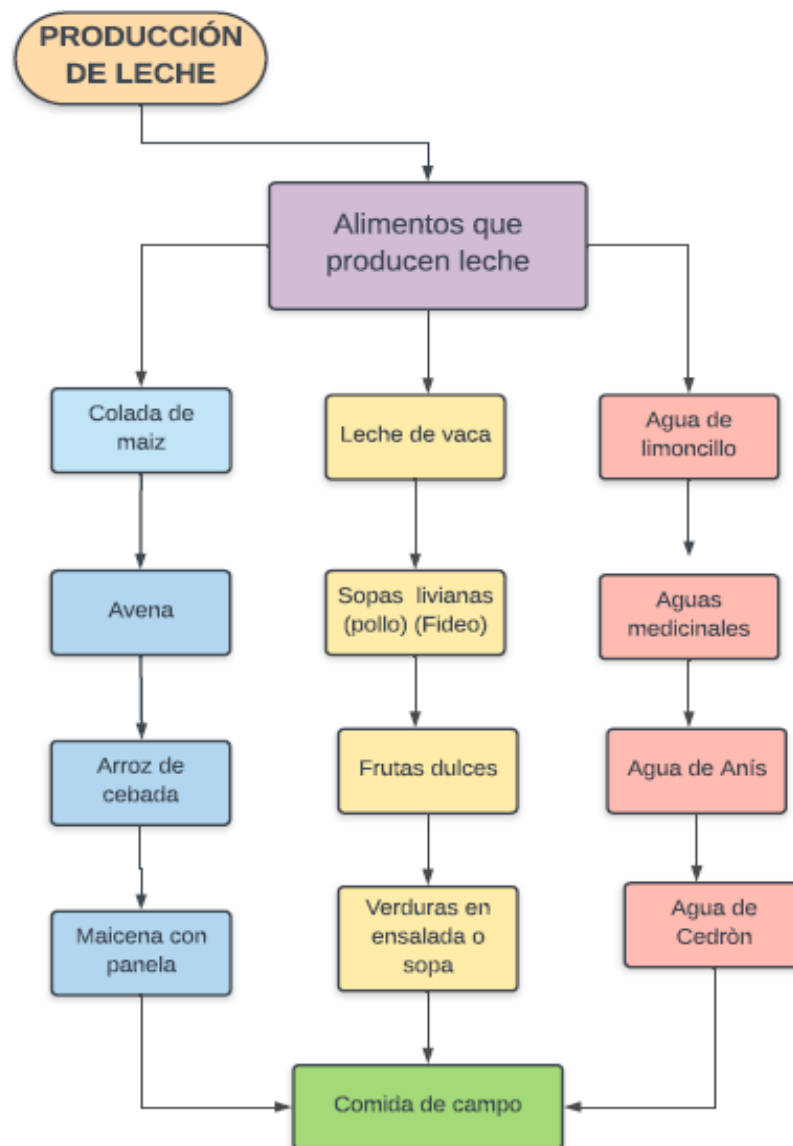 PRODUCCIÓN
DE LECHE
Alimentos que
producen leche
Colada de
maiz
Leche de vaca
Agua de
limoncillo
Avena
Sopas livianas
(pollo) (Fideo)
Aguas
medicinales
Arroz de
cebada
Frutas dulces
Agua de Anís
Maicena con
panela
Verduras en
ensalada o
sopa
Agua de
Cedròn
Comida de campo